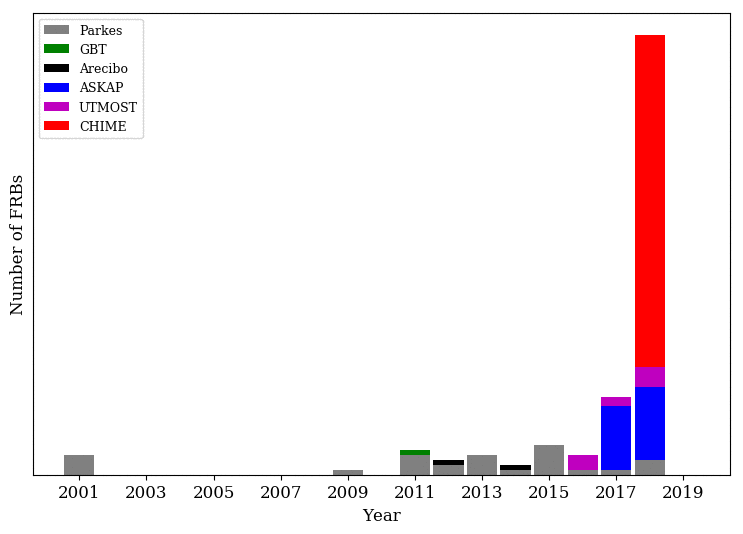 Parkes
GBT
Arecibo
ASKAP
UTMOST
CHIME
Number of FRBs
2001 2003 2005 2007 2009 2011 2013 2015 2017 2019
Year